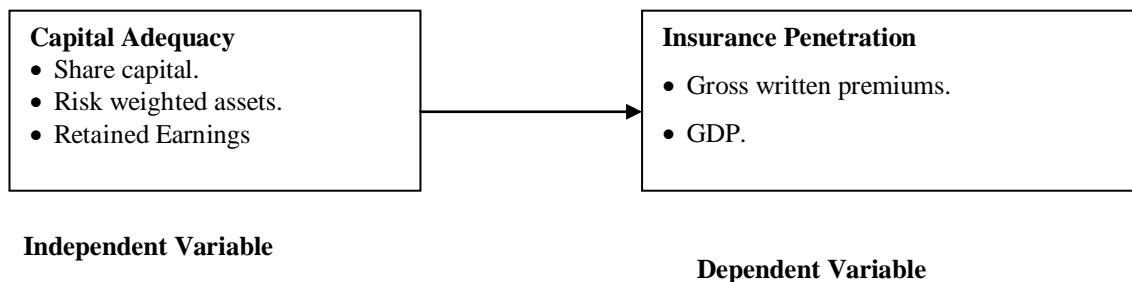 Capital Adequacy
• Share capital.
• Risk weighted assets.
• Retained Earnings
Insurance Penetration
• Gross written premiums.
• GDP.
Independent Variable
Dependent Variable